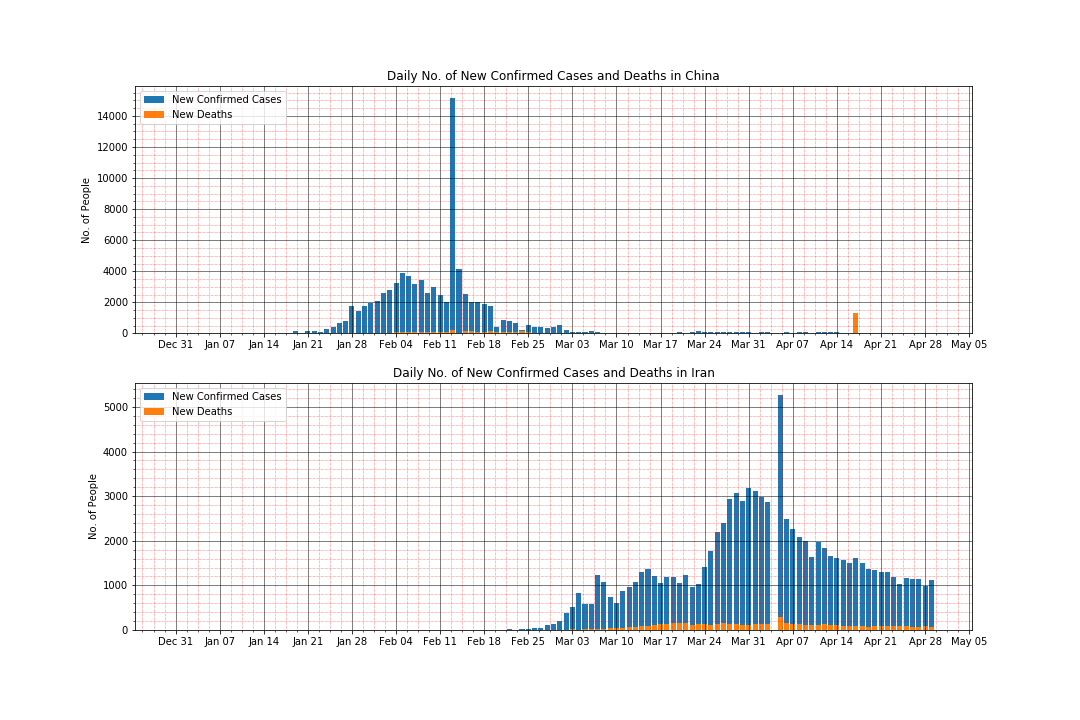 Daily No. of New Confirmed Cases and Deaths in China
New Confirmed Cases
New Deaths
No. of People
14000
12000
10000
8000
6000
4000
2000
0
Dec 31 Jan 07 Jan 14 Jan 21 Jan 28 Feb 04 Feb 11 Feb 18 Feb 25 Mar 03 Mar 10 Mar 17 Mar 24 Mar 31 Apr 07 Apr 14 Apr 21 Apr 28 May 05
Daily No. of New Confirmed Cases and Deaths in Iran
New Confirmed Cases
New Deaths
No. of People
5000
4000
3000
2000
1000
0
Dec 31 Jan 07 Jan 14 Jan 21 Jan 28 Feb 04 Feb 11 Feb 18 Feb 25 Mar 03 Mar 10 Mar 17 Mar 24 Mar 31 Apr 07 Apr 14 Apr 21 Apr 28 May 05